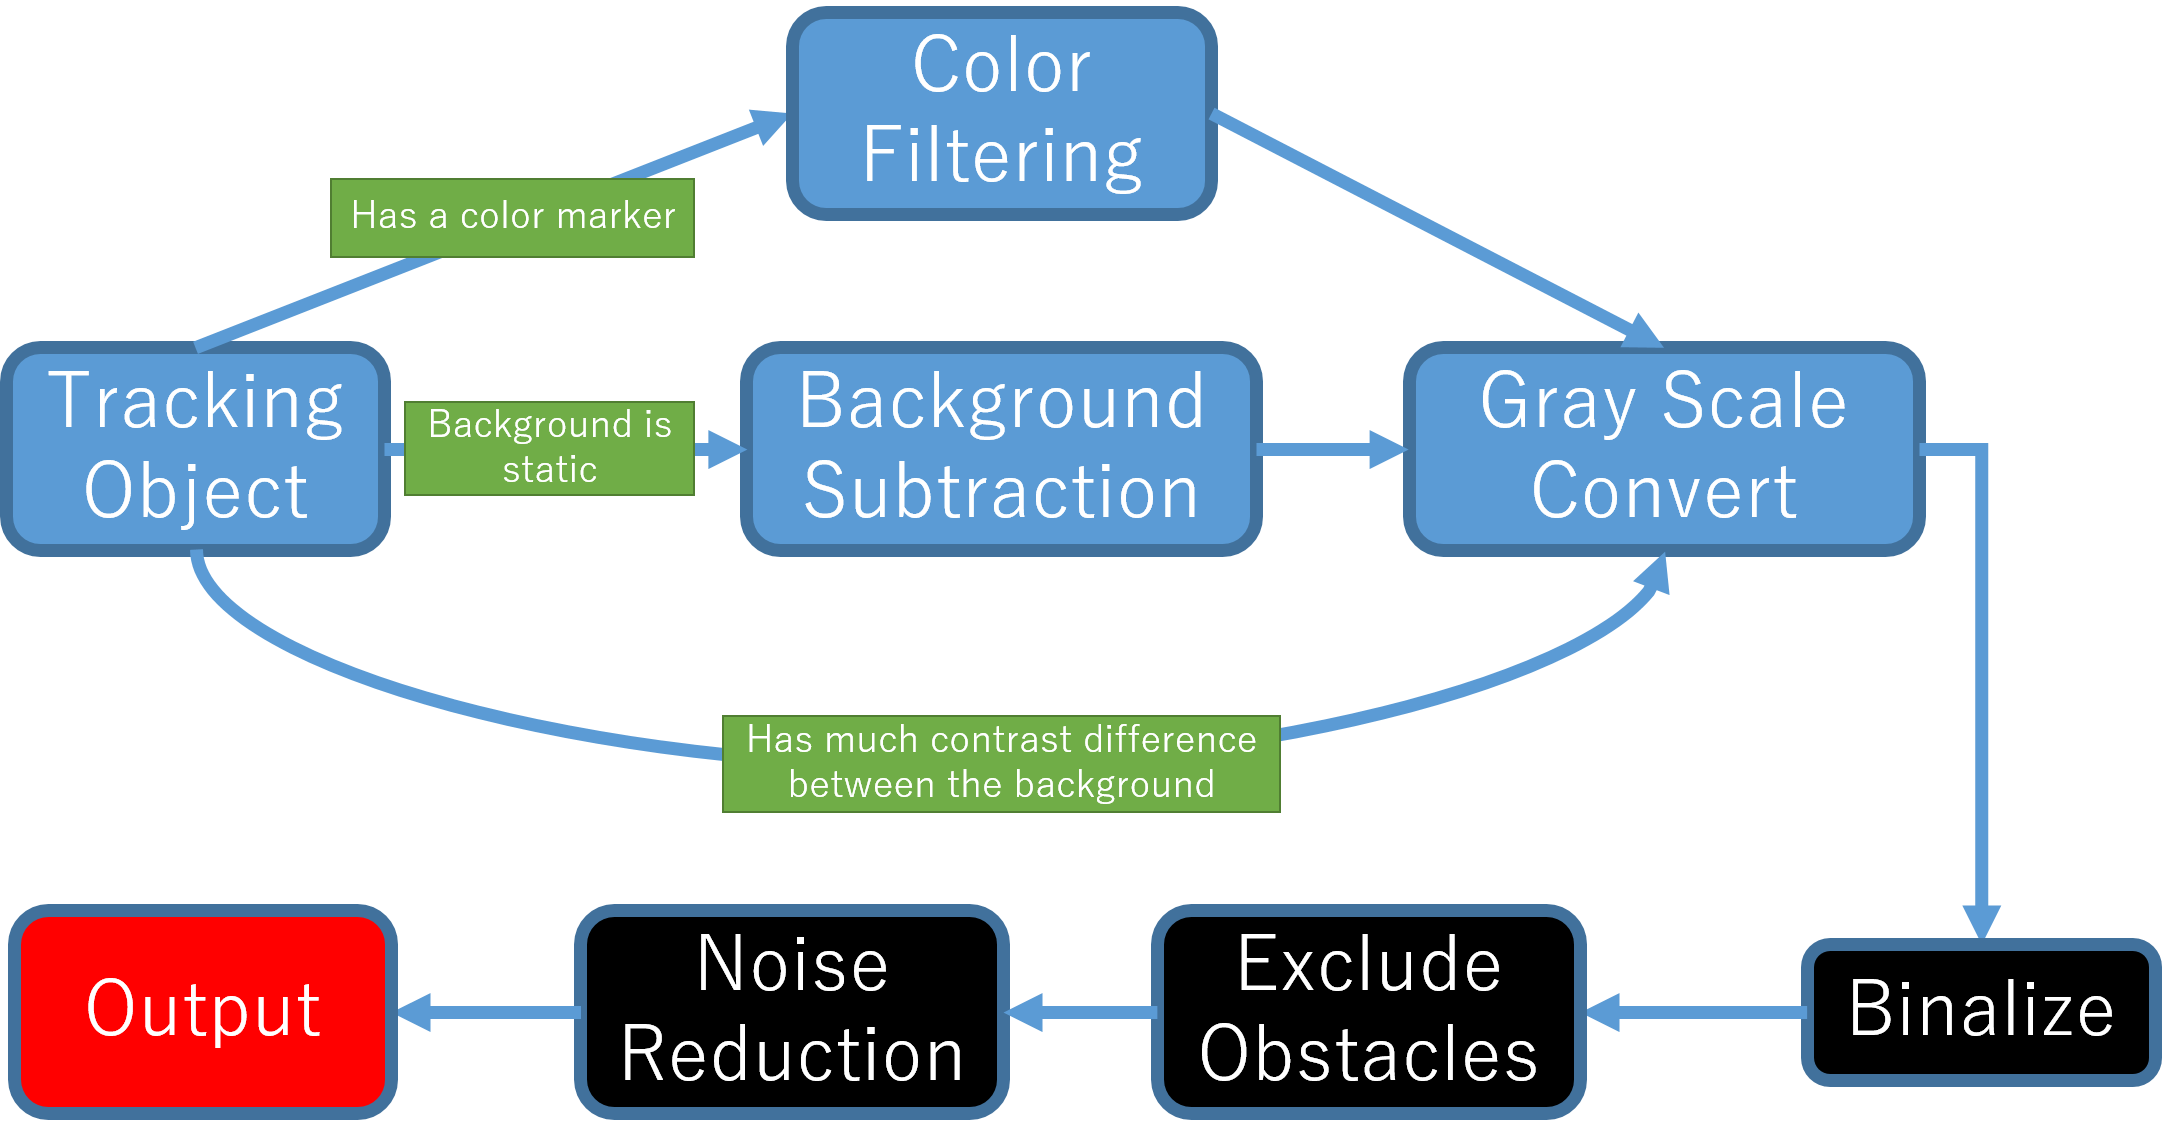 Color
Filtering
Has a color marker
Tracking
Object
Background is
static
Background
Subtraction
Gray Scale
Convert
Has much contrast difference
between the background
Output
Noise
Reduction
Exclude
Obstacles
Binalize